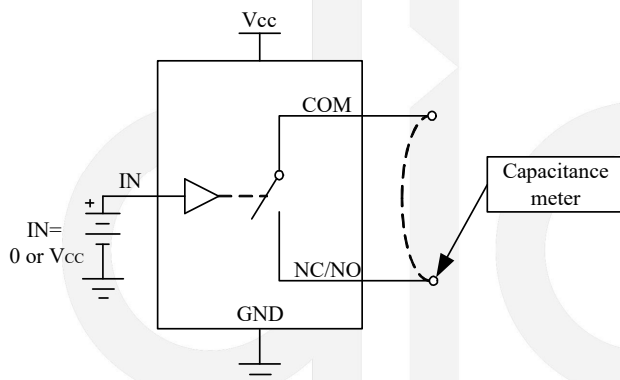 Vcc
COM
IN
+
IN=
0 or VCC
NC/NO
GND
Capacitance
meter